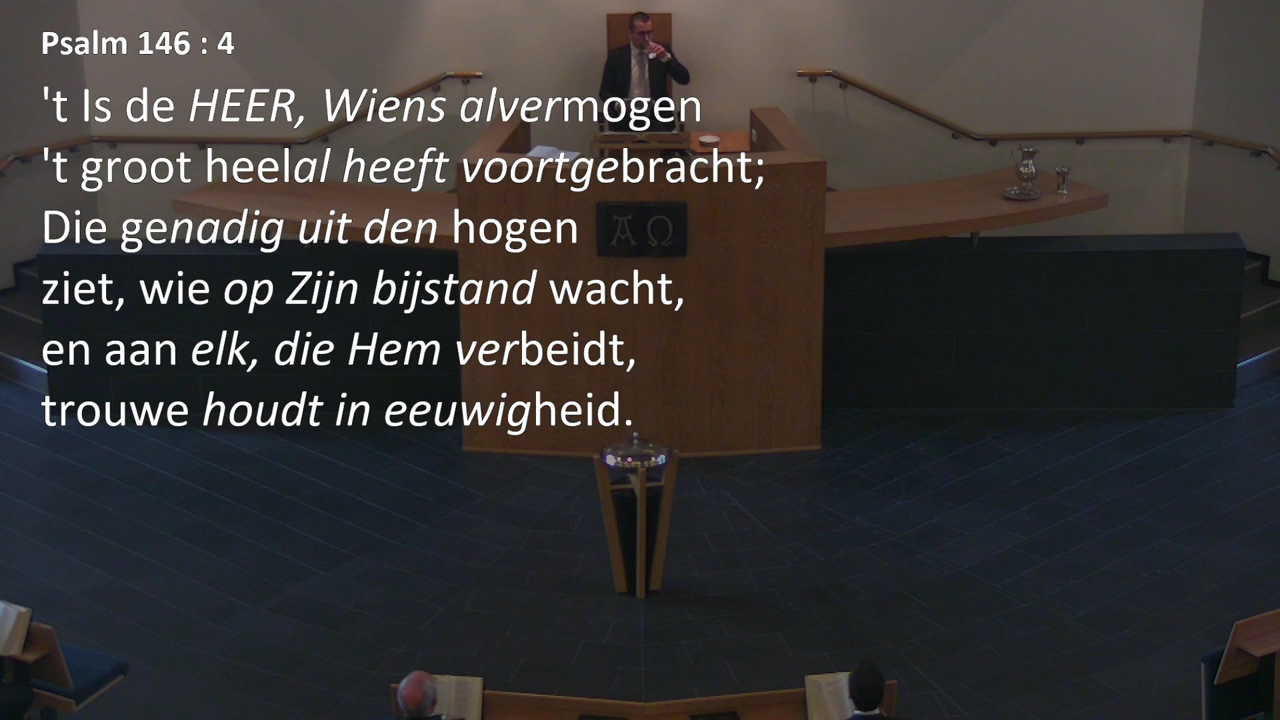 Psalm 146 : 4
't Is de HEER, Wiens alvermogen
't groot heelal heeft voortgebracht;
Die genadig uit den hogen
ziet, wie op Zijn bijstand wacht,
en aan elk, die Hem verbeidt,
trouwe houdt in eeuwigheid.
Α Ω